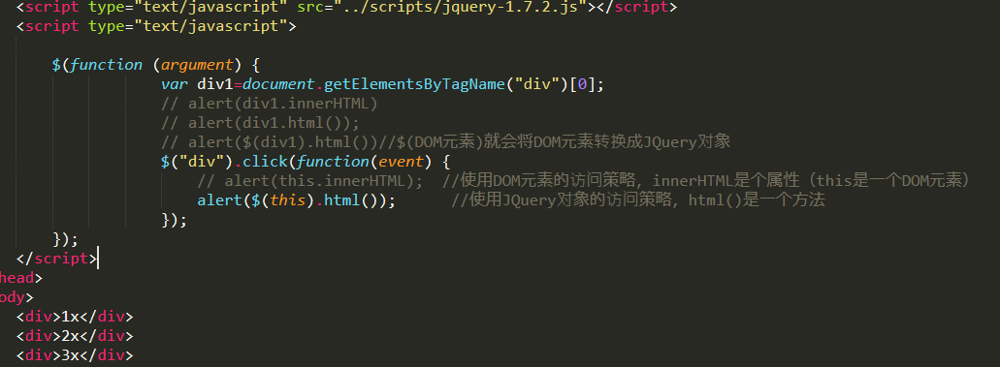 <script type="text/javascript" src="../scripts/jquery-1.7.2.js"></script>
<script type="text/javascript">
$(function (argument) {
var div1=document.getElementsByTagName("div")[0];
// alert(div1.innerHTML)
// alert(div1.html());
// alert($(div1).html())//$(DOM元素)就会将DOM元素转换成JQuery对象
$("div").click(function(event) {
// alert(this.innerHTML);  //使用DOM元素的访问策略，innerHTML是个属性（this是一个DOM元素）
alert($(this).html());      //使用JQuery对象的访问策略，html()是一个方法
});
});
</script>
head>
ody>
<div>1x</div>
<div>2x</div>
<div>3x</div>